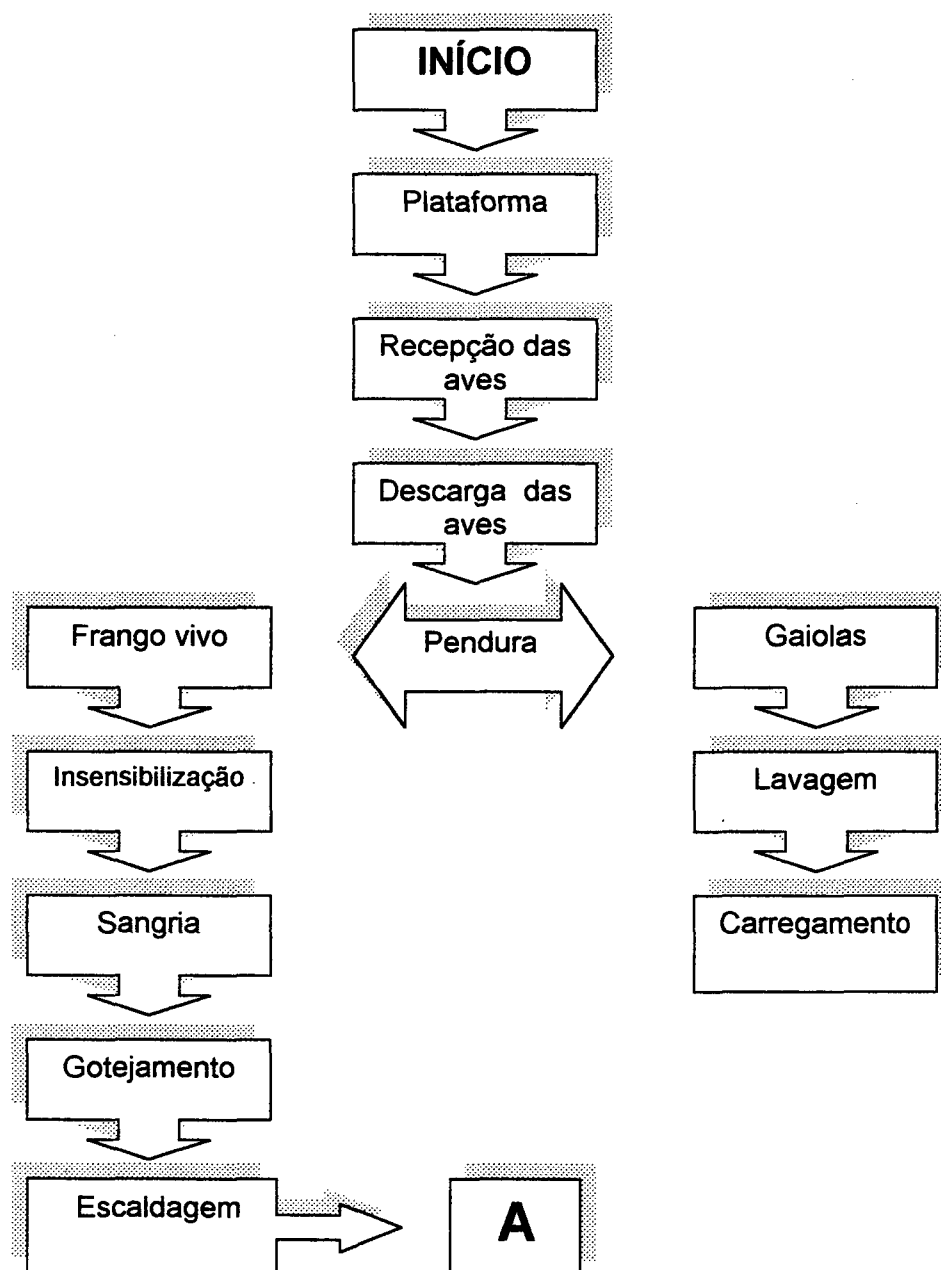 INÍCIO
Plataforma
Recepção das
aves
Descarga das
aves
Pendura
Frango vivo
Insensibilização
Sangria
Gotejamento
Escaldagem
A
Gaiolas
Lavagem
Carregamento